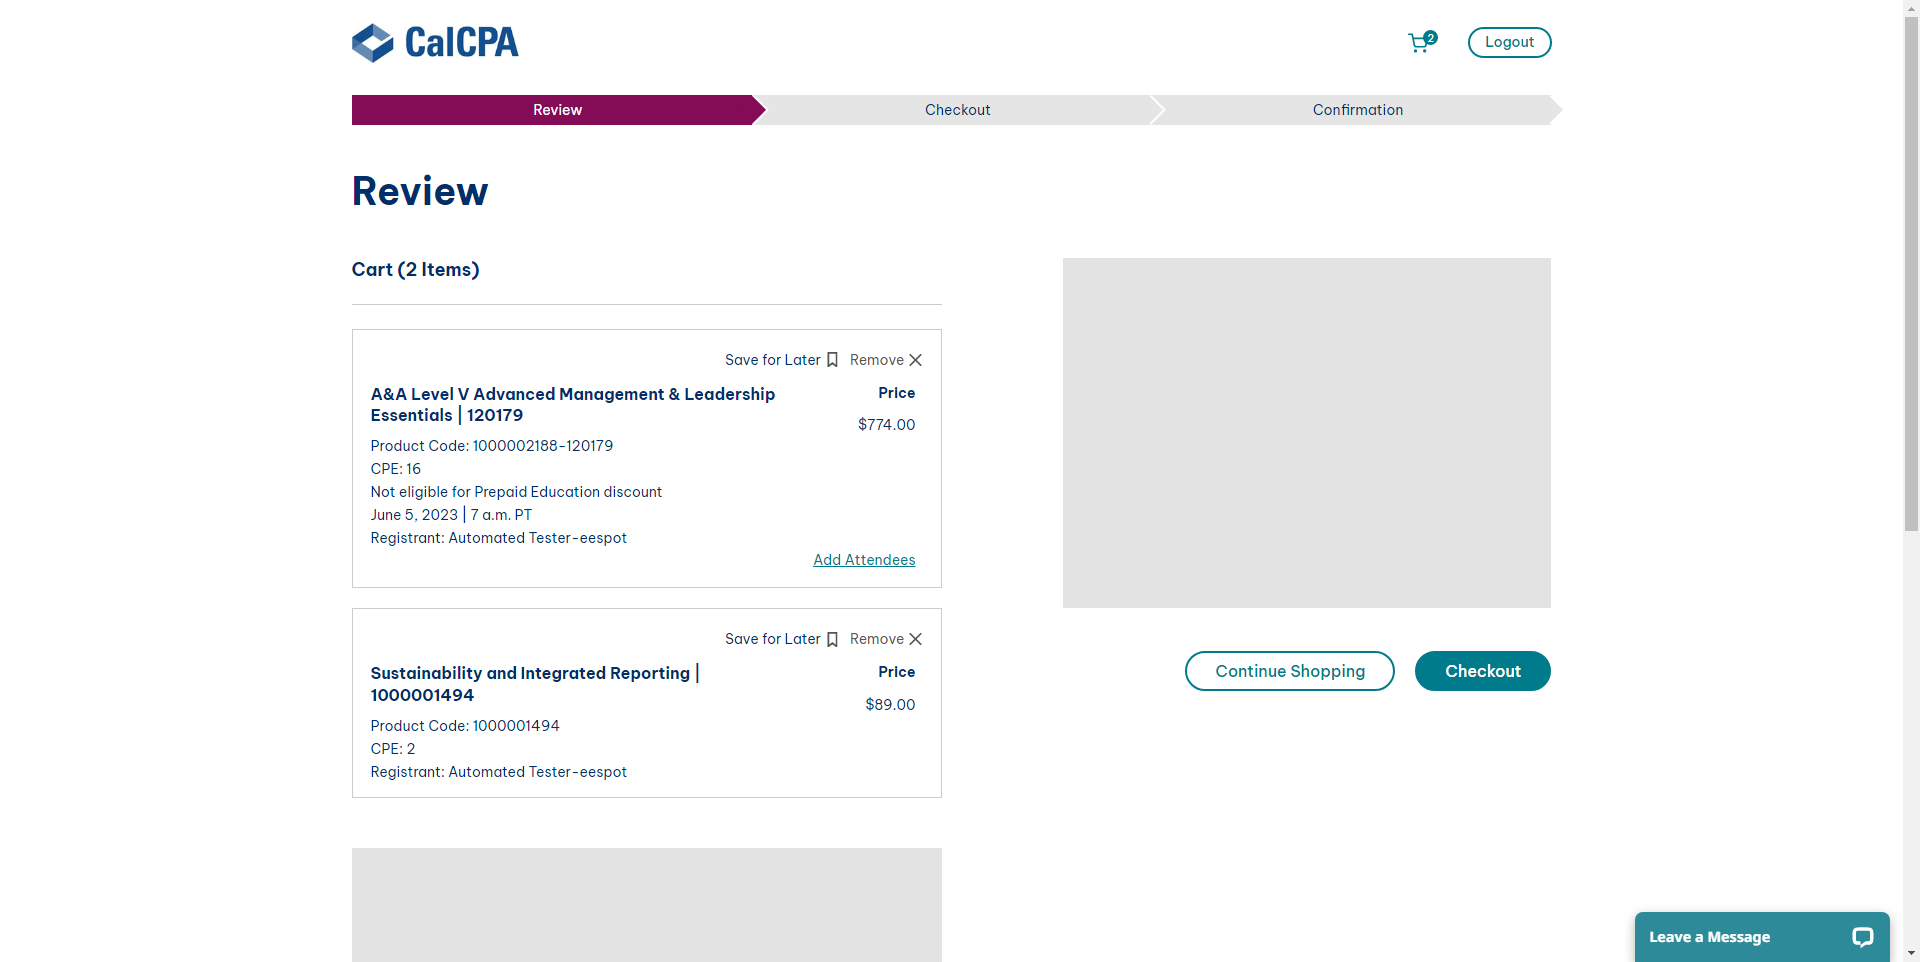 CalCPA
2
Logout
Review
Checkout
Confirmation
Review
Cart (2 Items)
Save for Later
Remove
A&A Level V Advanced Management & Leadership
Essentials | 120179
Price
$774.00
Product Code: 1000002188-120179
CPE: 16
Not eligible for Prepaid Education discount
June 5, 2023 | 7 a.m. PT
Registrant: Automated Tester-eespot
Add Attendees
Save for Later
Remove
Sustainability and Integrated Reporting |
1000001494
Price
$89.00
Product Code: 1000001494
CPE: 2
Registrant: Automated Tester-eespot
Continue Shopping
Checkout
Leave a Message